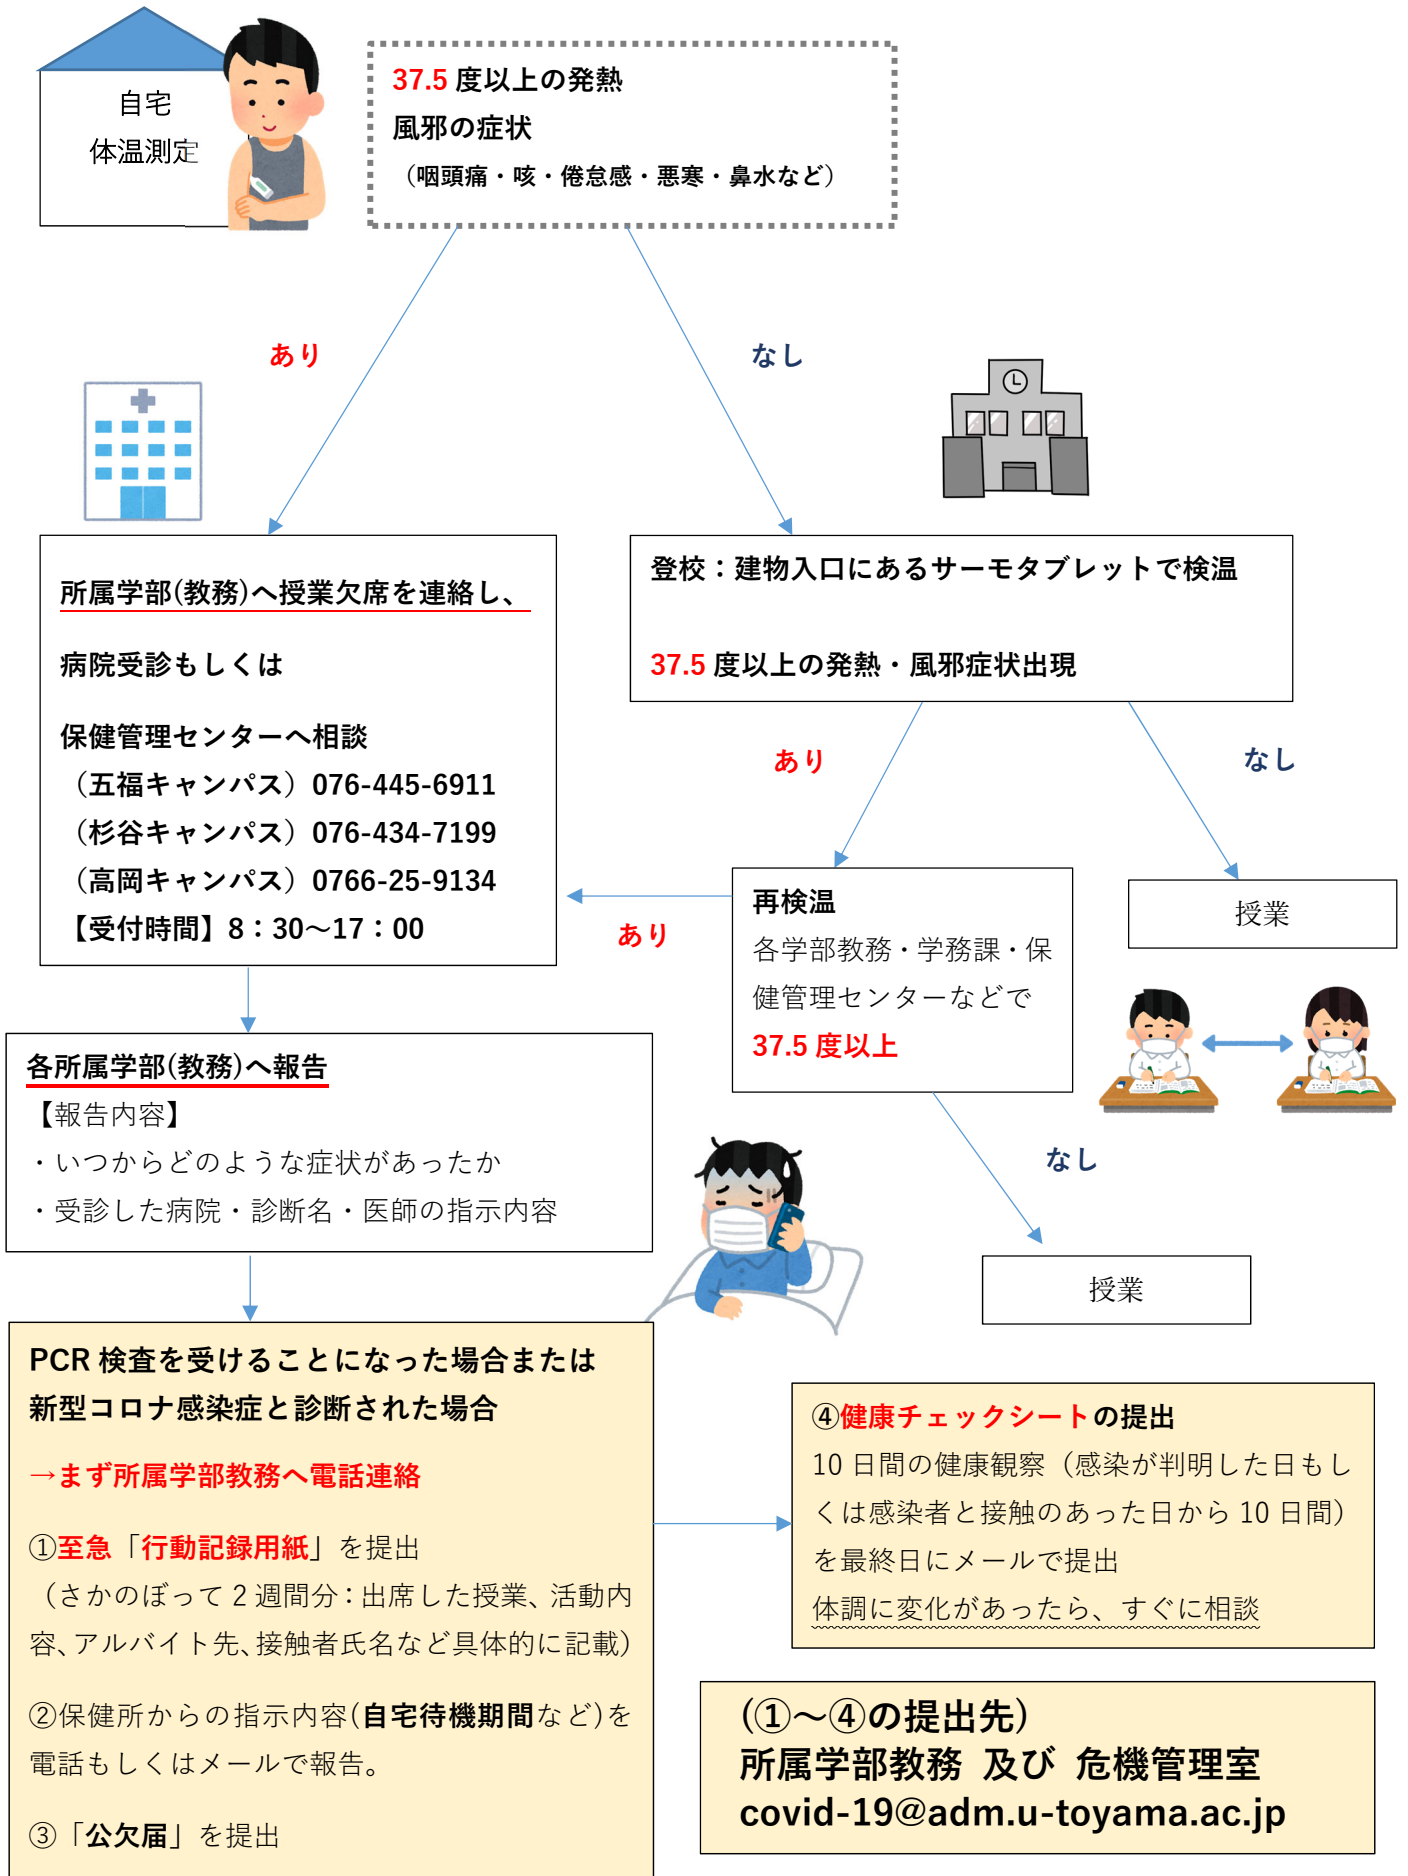 自宅
体温測定
37.5 度以上の発熱
風邪の症状
（咽頭痛・咳・倦怠感・悪寒・鼻水など）
あり
なし
所属学部(教務)へ授業欠席を連絡し、
病院受診もしくは
保健管理センターへ相談
（五福キャンパス）076-445-6911
（杉谷キャンパス）076-434-7199
（高岡キャンパス）0766-25-9134
【受付時間】8：30～17：00
登校：建物入口にあるサーモタブレットで検温
37.5 度以上の発熱・風邪症状出現
あり
なし
再検温
各学部教務・学務課・保
健管理センターなどで
37.5 度以上
あり
授業
なし
授業
各所属学部(教務)へ報告
【報告内容】
・いつからどのような症状があったか
・受診した病院・診断名・医師の指示内容
PCR 検査を受けることになった場合または
新型コロナ感染症と診断された場合
→まず所属学部教務へ電話連絡
①至急「行動記録用紙」を提出
（さかのぼって 2 週間分：出席した授業、活動内
容、アルバイト先、接触者氏名など具体的に記載）
②保健所からの指示内容(自宅待機期間など)を
電話もしくはメールで報告。
③「公欠届」を提出
④健康チェックシートの提出
10 日間の健康観察（感染が判明した日もし
くは感染者と接触のあった日から 10 日間）
を最終日にメールで提出
体調に変化があったら、すぐに相談
(①～④の提出先)
所属学部教務 及び 危機管理室
covid-19@adm.u-toyama.ac.jp